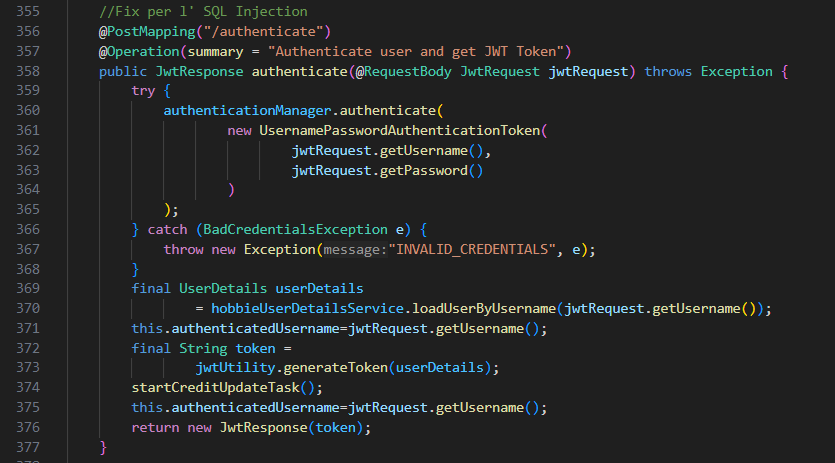 355 //Fix per l' SQL Injection
356 @PostMapping("/authenticate")
357 @Operation(summary = "Authenticate user and get JWT Token")
358 public JwtResponse authenticate(@RequestBody JwtRequest jwtRequest) throws Exception {
359 try {
360 authenticationManager.authenticate(
361 new UsernamePasswordAuthenticationToken(
362 jwtRequest.getUsername(),
363 jwtRequest.getPassword()
364 )
365 );
366 } catch (BadCredentialsException e) {
367 throw new Exception(message:"INVALID_CREDENTIALS", e);
368 }
369 final UserDetails userDetails
370 = hobbieUserDetailsService.loadUserByUsername(jwtRequest.getUsername());
371 this.authenticatedUsername=jwtRequest.getUsername();
372 final String token =
373 jwtUtility.generateToken(userDetails);
374 startCreditUpdateTask();
375 this.authenticatedUsername=jwtRequest.getUsername();
376 return new JwtResponse(token);
377 }